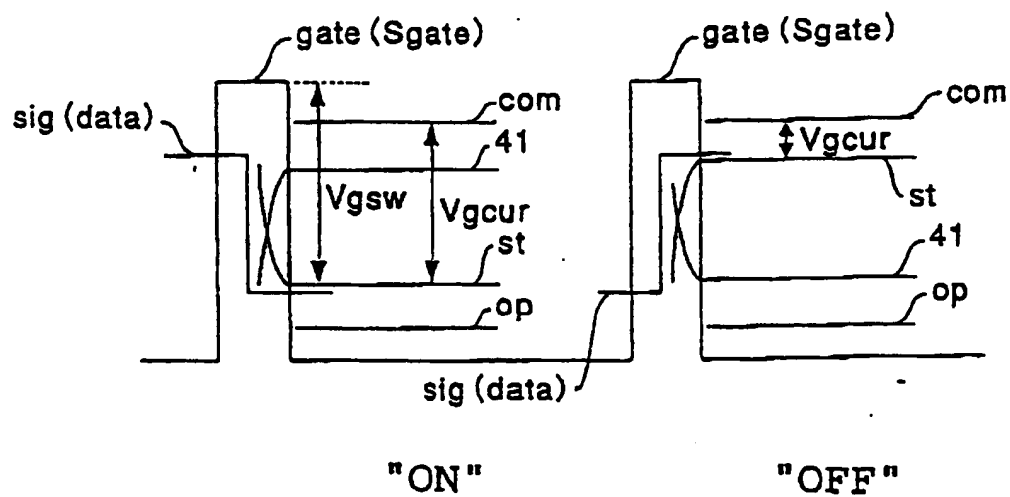 gate (Sgate)
gate (Sgate)
sig (data)
com
com
41
Vgcur
Vgsw
Vgcur
st
st
41
op
op
sig (data)
"ON"
"OFF"